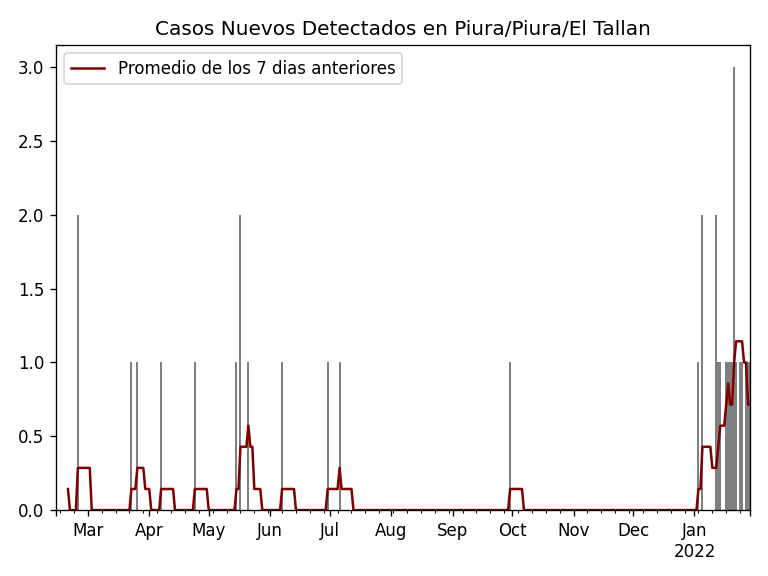 Casos Nuevos Detectados en Piura/Piura/El Tallan
Promedio de los 7 dias anteriores
3.0
2.5
2.0
1.5
1.0
0.5
0.0
Mar Apr May Jun Jul Aug Sep Oct Nov Dec Jan
2022